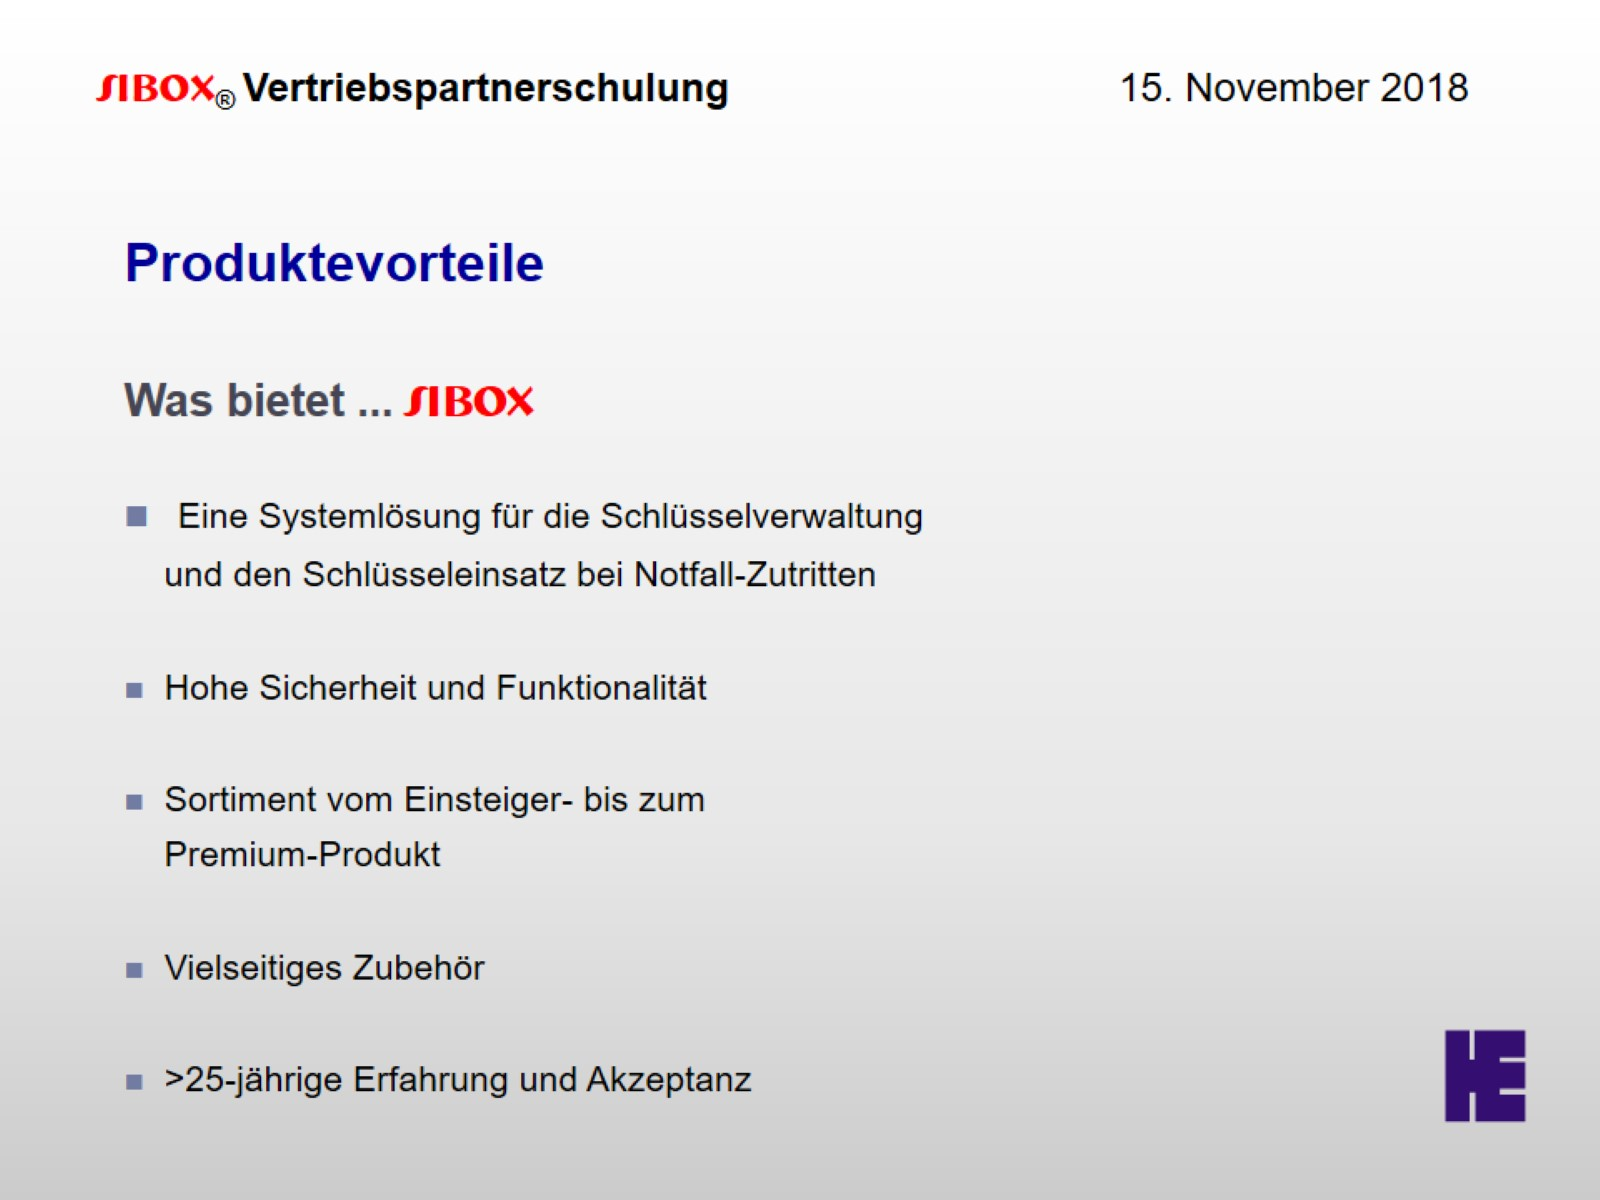 SIBOX® Vertriebspartnerschulung 15. November 2018
Produktevorteile
Was bietet ... SIBOX
■ Eine Systemlösung für die Schlüsselverwaltung
und den Schlüsseleinsatz bei Notfall-Zutritten
■ Hohe Sicherheit und Funktionalität
■ Sortiment vom Einsteiger- bis zum
Premium-Produkt
■ Vielseitiges Zubehör
■ >25-jährige Erfahrung und Akzeptanz
HE